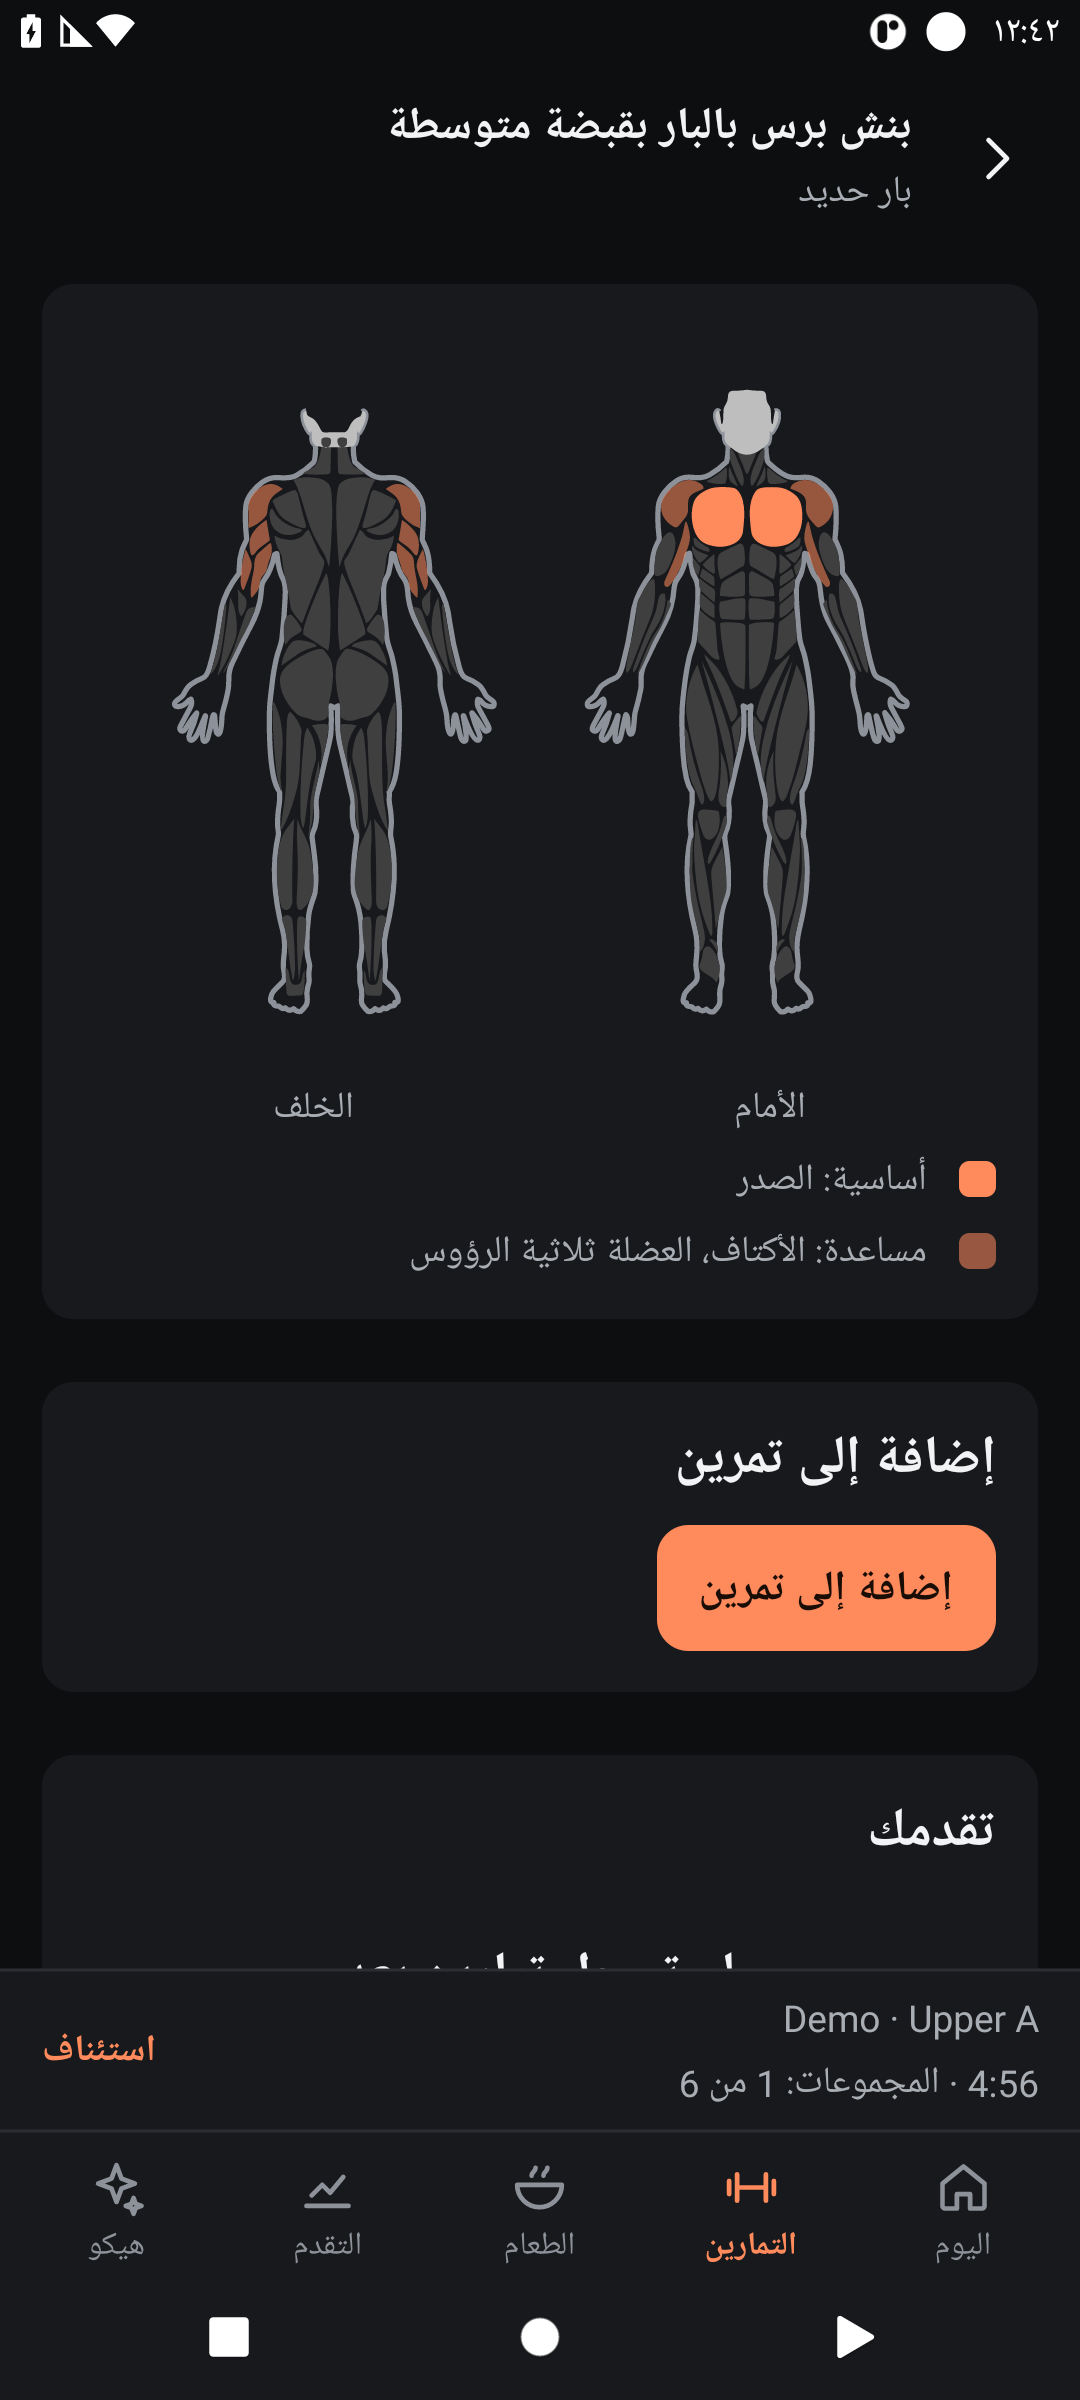 ١٢:٤٢
بنش برس بالبار بقبضة متوسطة
بار حديد
الأمام
الخلف
أساسية: الصدر
مساعدة: الأكتاف، العضلة ثلاثية الرؤوس
إضافة إلى تمرين
إضافة إلى تمرين
تقدمك
Demo · Upper A
4:56 · المجموعات: 1 من 6
استئناف
اليوم
التمارين
الطعام
التقدم
هيكو